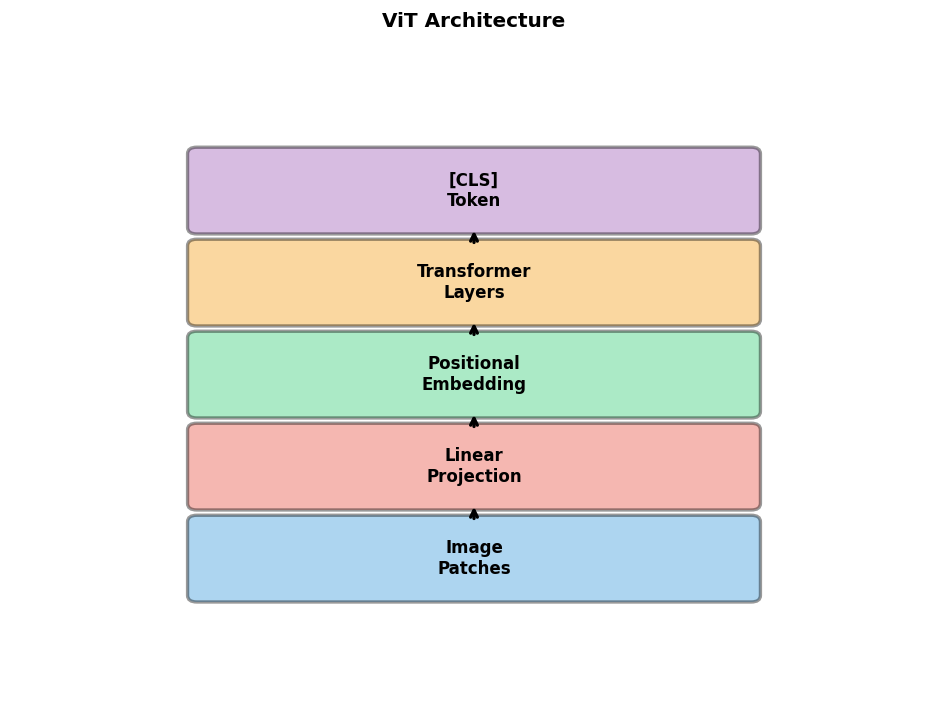 ViT Architecture
[CLS]
Token
Transformer
Layers
Positional
Embedding
Linear
Projection
Image
Patches